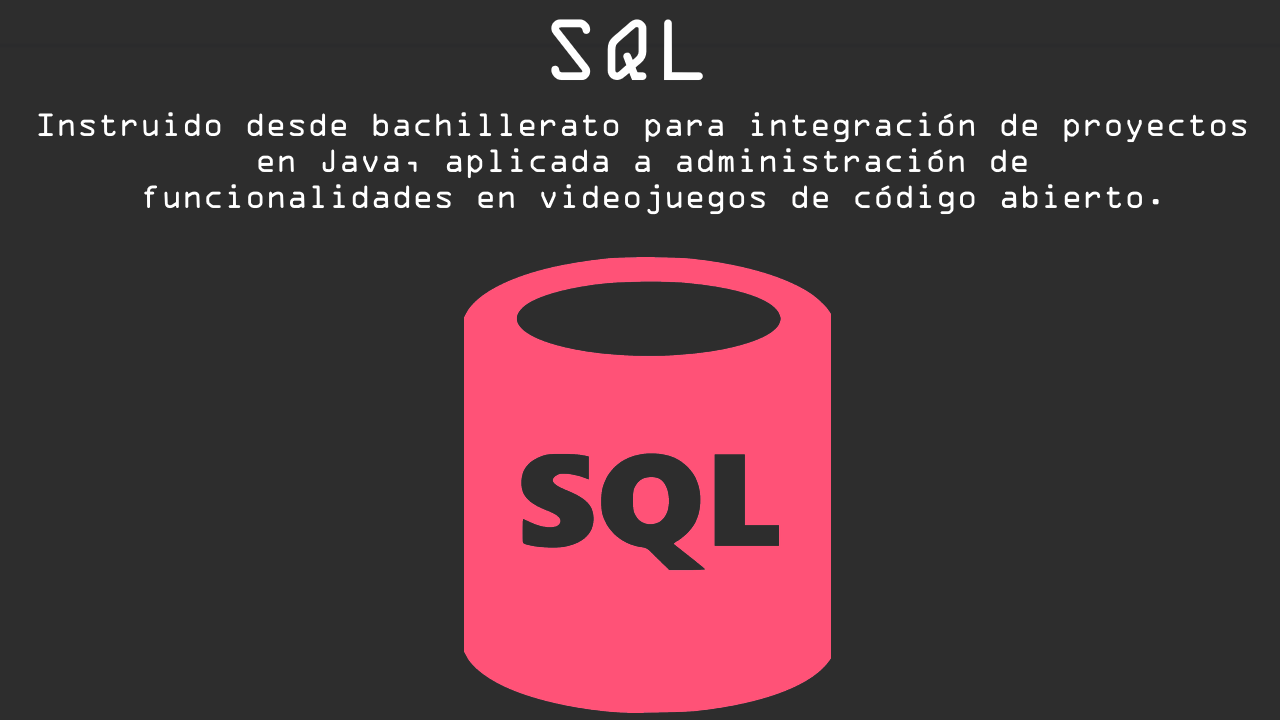 SQL
Instruido desde bachillerato para integración de proyectos
en Java, aplicada a administración de
funcionalidades en videojuegos de código abierto.
SQL